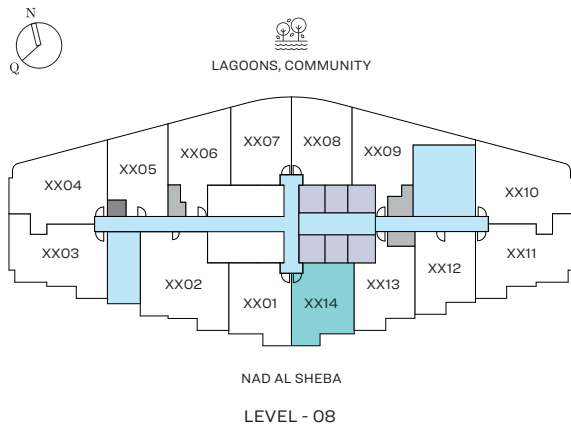 N
Q
LAGOONS, COMMUNITY
XX07
XX08
XX06
XX09
XX05
XX04
XX10
XX03
XX11
XX02
XX12
XX01
XX14
XX13
NAD AL SHEBA
LEVEL - 08